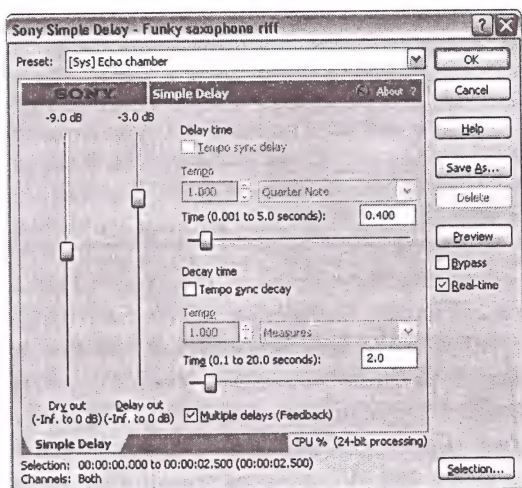 Sony Simple Delay - Funky saxophone riff
Preset: [Sys] Echo chamber
OK
SONY Simple Delay About ?
Cancel
-9.0 dB -3.0 dB
Delay time
Tempo sync delay
Help
Tempo
1.000 Quarter Note
Save As...
Delete
Time (0.001 to 5.0 seconds): 0.400
Preview
Decay time
Bypass
Tempo sync decay
Real-time
Tempo
1.000 Measures
Time (0.1 to 20.0 seconds): 2.0
Dry out Delay out
(-Inf. to 0 dB) (-Inf. to 0 dB) Multiple delays (Feedback)
Simple Delay CPU % (24-bit processing)
Selection: 00:00:00.000 to 00:00:02.500 (00:00:02.500)
Channels: Both
Selection...